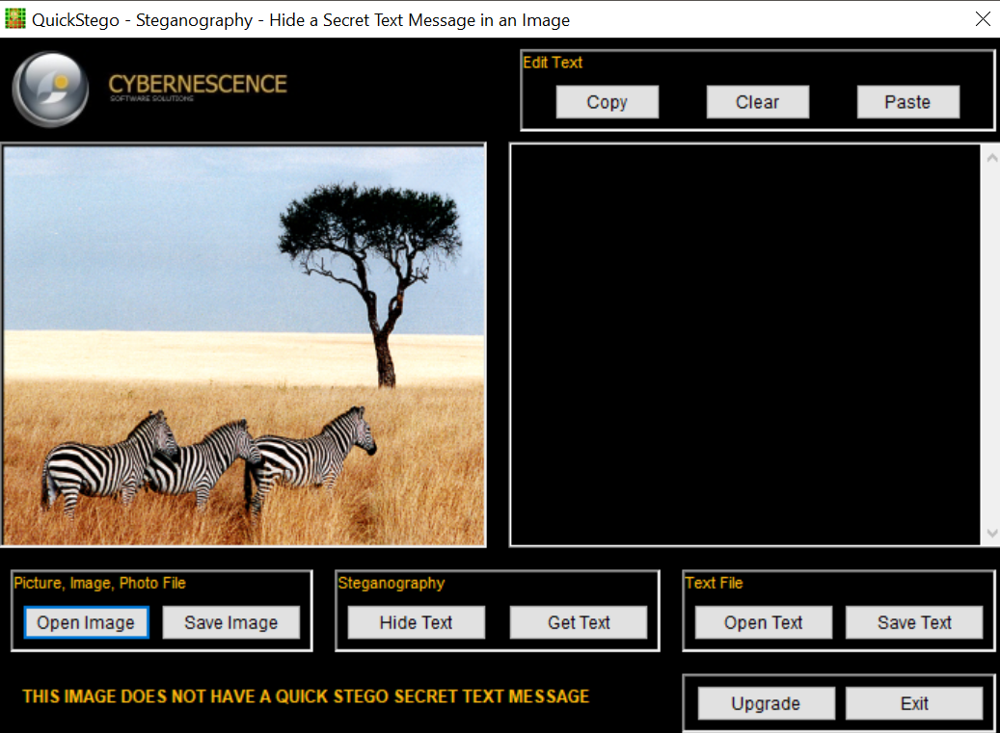 QuickStego - Steganography - Hide a Secret Text Message in an Image
CYBERNESCENCE
SOFTWARE SOLUTIONS
Edit Text
Copy Clear Paste
Picture, Image, Photo File
Open Image Save Image
Steganography
Hide Text Get Text
Text File
Open Text Save Text
THIS IMAGE DOES NOT HAVE A QUICK STEGO SECRET TEXT MESSAGE
Upgrade Exit